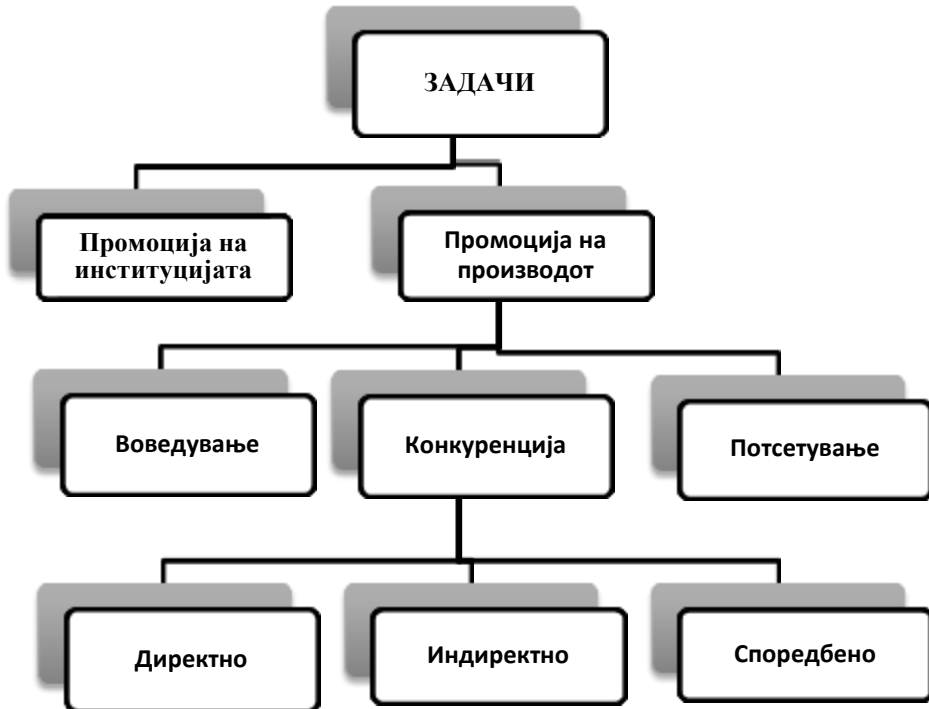 ЗАДАЧИ
Промоција на
институцијата
Промоција на
производот
Воведување
Конкуренција
Потсетување
Директно
Индиректно
Споредбено